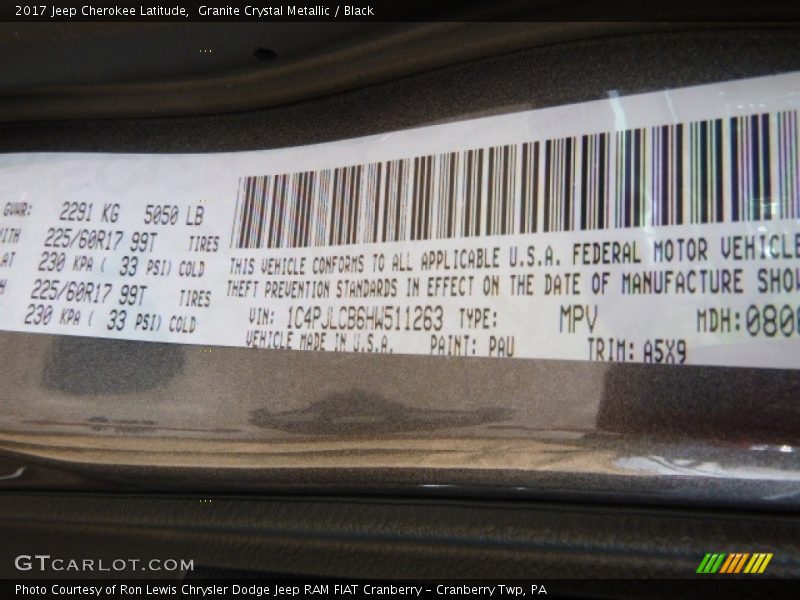 2017 Jeep Cherokee Latitude, Granite Crystal Metallic / Black
GVWR: 2291 KG 5050 LB
WITH 225/60R17 99T TIRES
AT 230 KPA ( 33 PSI) COLD
225/60R17 99T TIRES
230 KPA ( 33 PSI) COLD
THIS VEHICLE CONFORMS TO ALL APPLICABLE U.S.A. FEDERAL MOTOR VEHICLE
THEFT PREVENTION STANDARDS IN EFFECT ON THE DATE OF MANUFACTURE SHOW
VIN: 1C4PJLCB6HW511263 TYPE: MPV MDH: 080
VEHICLE MADE IN U.S.A. PAINT: PAU TRIM: A5X9
GTCARLOT.COM
Photo Courtesy of Ron Lewis Chrysler Dodge Jeep RAM FIAT Cranberry - Cranberry Twp, PA